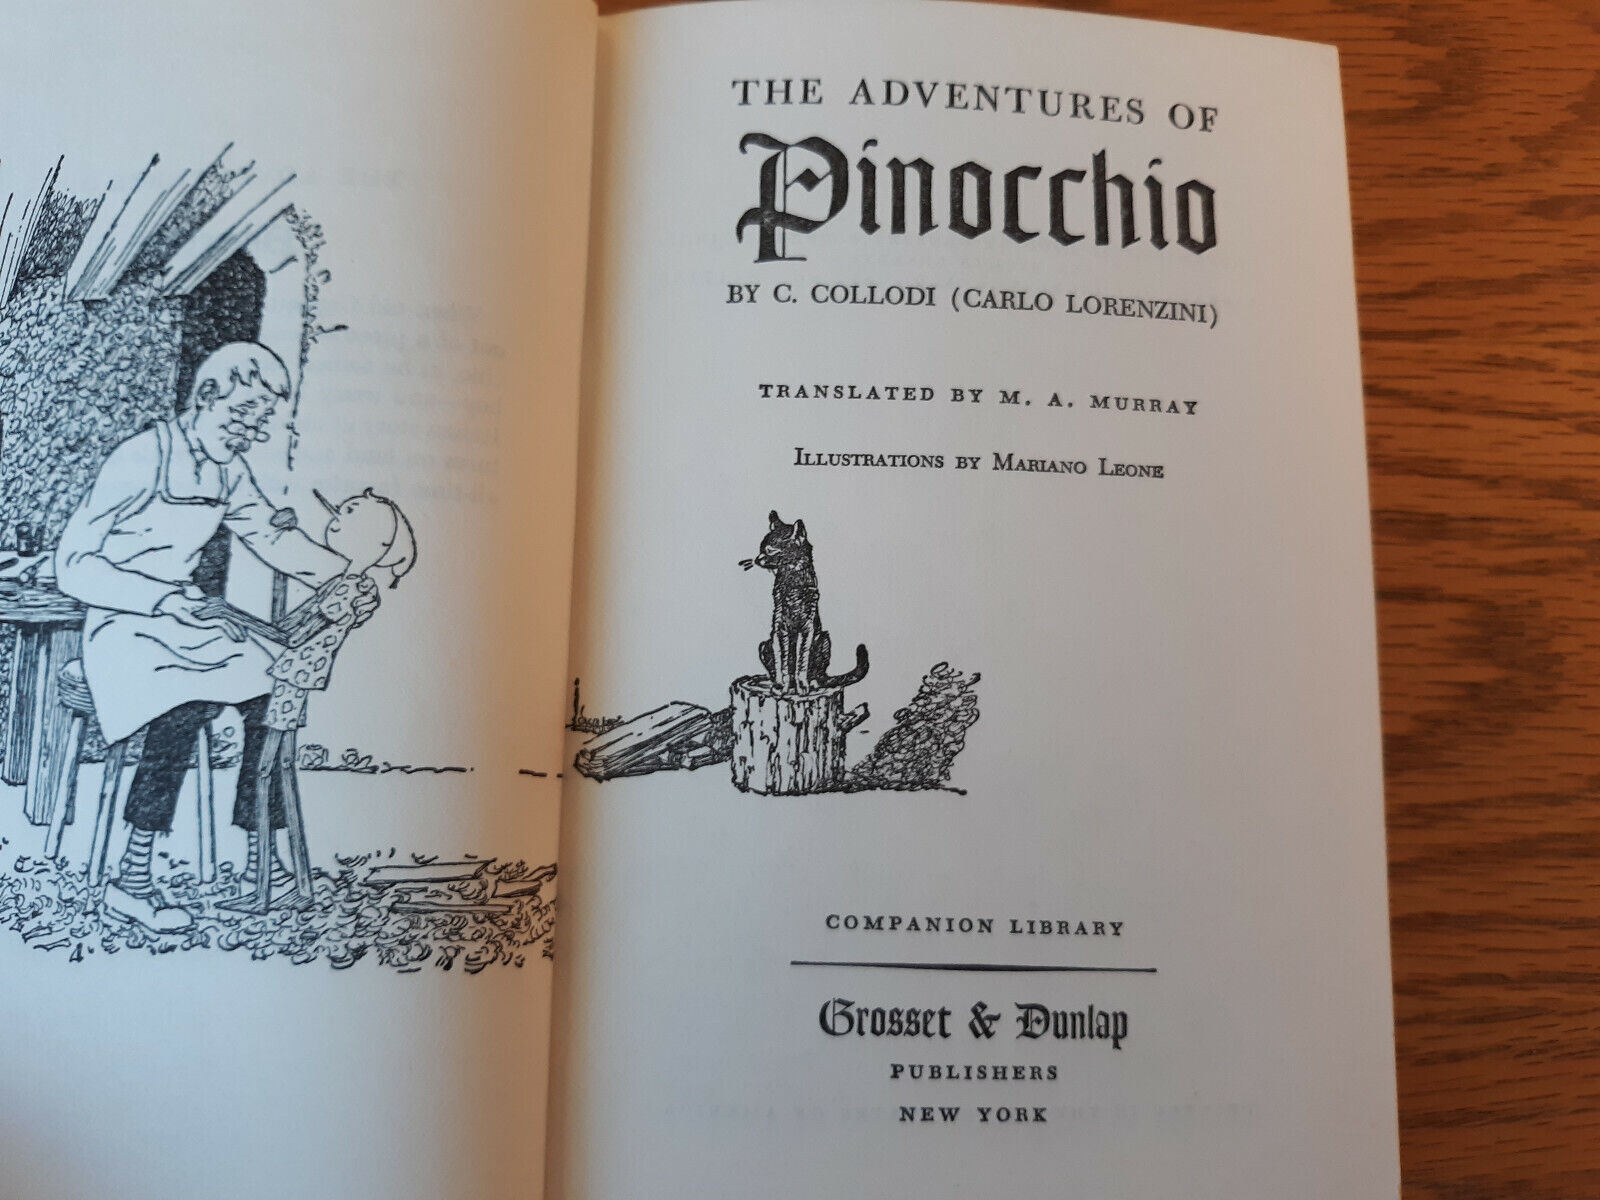 THE ADVENTURES OF
Pinocchio
BY C. COLLODI (CARLO LORENZINI)
TRANSLATED BY M. A. MURRAY
ILLUSTRATIONS BY MARIANO LEONE
COMPANION LIBRARY
Grosset & Dunlap
PUBLISHERS
NEW YORK